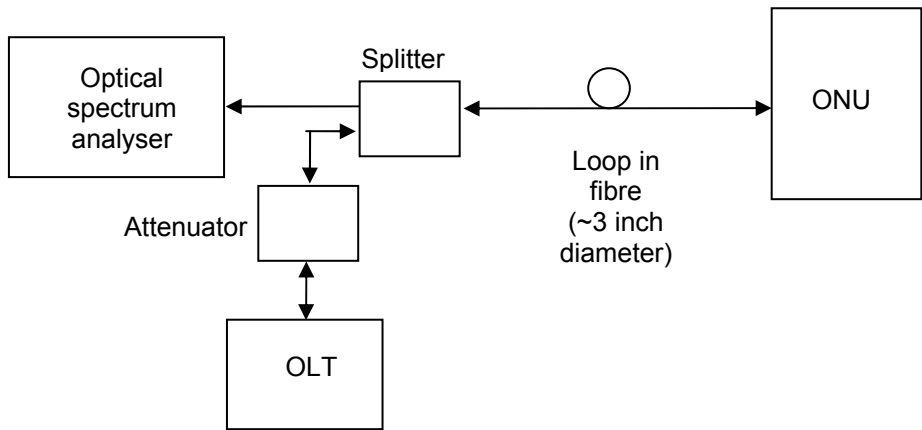 Splitter
Optical
spectrum
analyser
ONU
Loop in
fibre
(~3 inch
diameter)
Attenuator
OLT